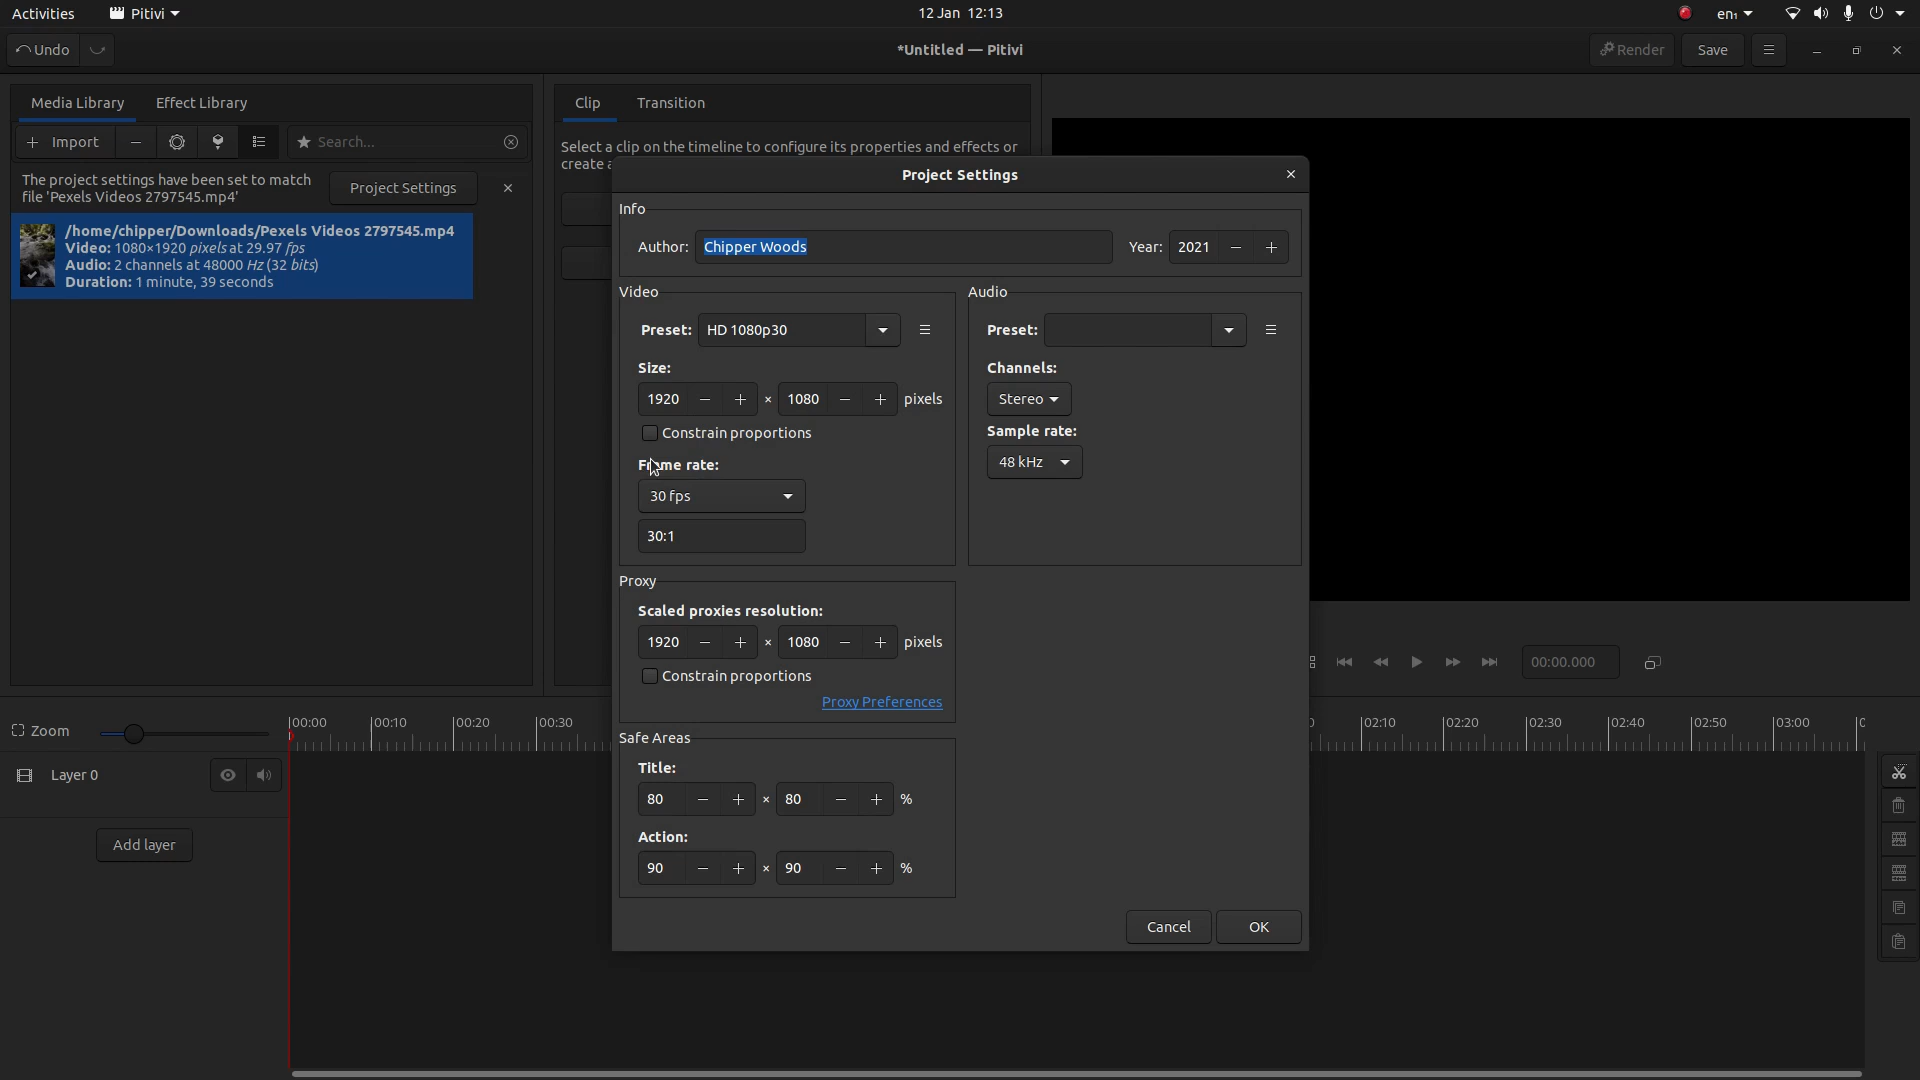 Activities
Pitivi
12 Jan 12:13
en₁
Undo
*Untitled — Pitivi
Render
Save
Media Library
Effect Library
Import
Search...
The project settings have been set to match
file 'Pexels Videos 2797545.mp4'
Project Settings
/home/chipper/Downloads/Pexels Videos 2797545.mp4
Video: 1080×1920 pixels at 29.97 fps
Audio: 2 channels at 48000 Hz (32 bits)
Duration: 1 minute, 39 seconds
Clip
Transition
Select a clip on the timeline to configure its properties and effects or
create a
Project Settings
Info
Author: Chipper Woods
Year: 2021
Video
Preset: HD 1080p30
Size:
1920 × 1080 pixels
Constrain proportions
Frame rate:
30 fps
30:1
Audio
Preset:
Channels:
Stereo
Sample rate:
48 kHz
Proxy
Scaled proxies resolution:
1920 × 1080 pixels
Constrain proportions
Proxy Preferences
Safe Areas
Title:
80 × 80 %
Action:
90 × 90 %
Cancel
OK
00:00.000
Zoom
00:00 00:10 00:20 00:30 02:10 02:20 02:30 02:40 02:50 03:00
Layer 0
Add layer